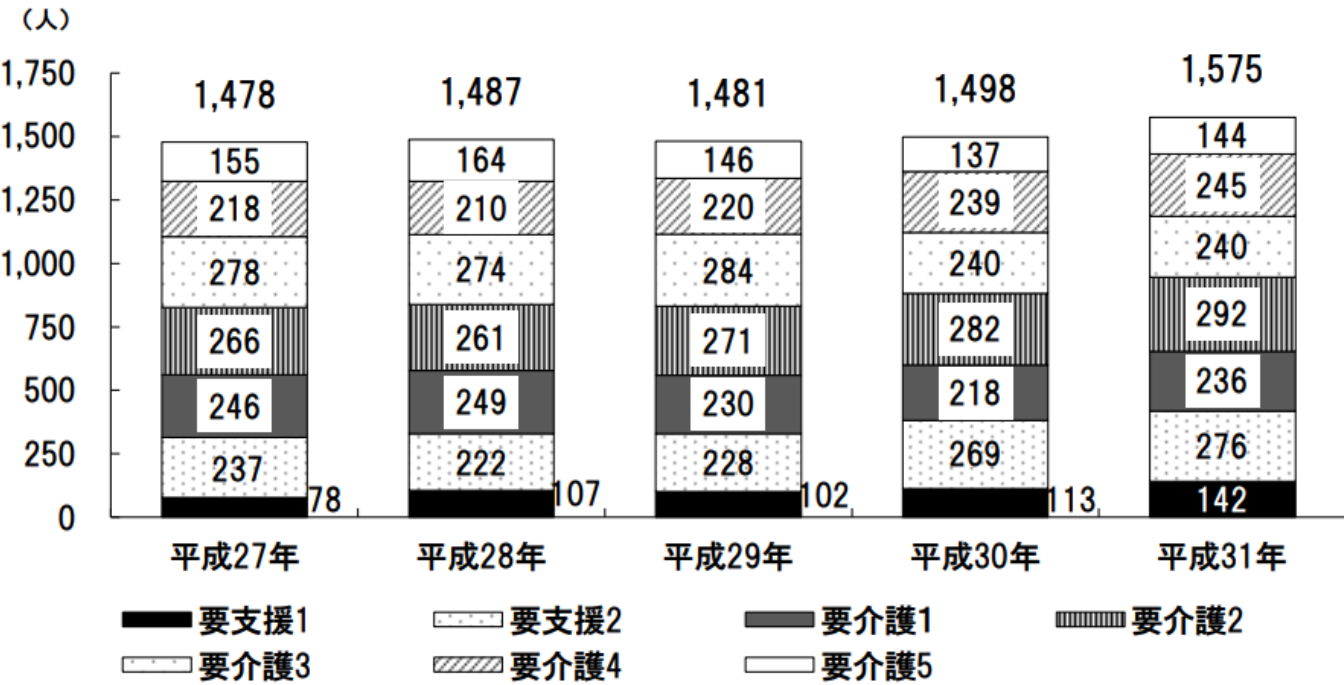 （人）
1,750
1,500
1,250
1,000
750
500
250
0
1,478 1,487 1,481 1,498 1,575
155 164 146 137 144
218 210 220 239 245
278 274 284 240 240
266 261 271 282 292
246 249 230 218 236
237 222 228 269 276
78 107 102 113 142
平成27年 平成28年 平成29年 平成30年 平成31年
要支援1 要支援2 要介護1 要介護2
要介護3 要介護4 要介護5